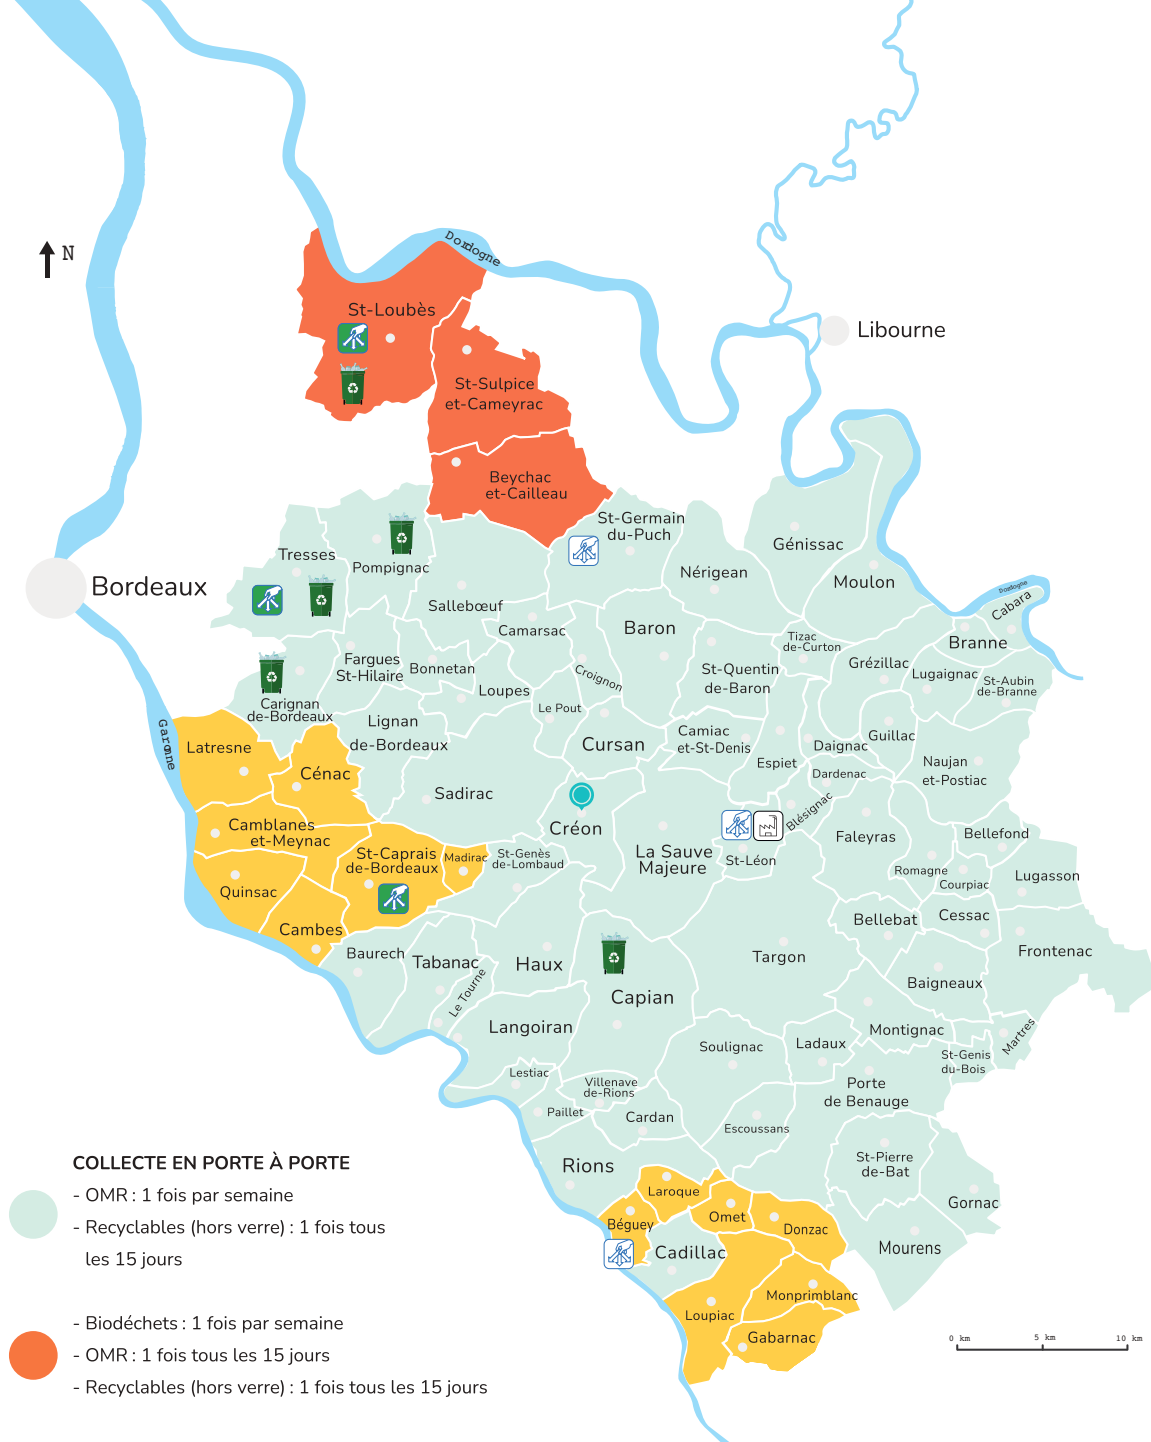 Dordogne
N
St-Loubès
Libourne
St-Sulpice
et-Cameyrac
Beychac
et-Cailleau
St-Germain
du-Puch
Tresses
Pompignac
Génissac
Nérigean
Moulon
Bordeaux
Dordogne
Cabara
Sallebœuf
Camarsac
Baron
Tizac
de-Curton
Branne
Fargues
St-Hilaire
Bonnetan
Croignon
St-Quentin
de-Baron
Grézillac
Lugaignac
St-Aubin
de-Branne
Loupes
Le Pout
Carignan
de-Bordeaux
Lignan
de-Bordeaux
Garonne
Latresne
Cursan
Camiac
et-St-Denis
Daignac
Guillac
Espiet
Naujan
et-Postiac
Cénac
Dardenac
Sadirac
Blésignac
Camblanes
et-Meynac
Créon
Faleyras
Bellefond
St-Caprais
de-Bordeaux
Madirac
St-Genès
de-Lombaud
La Sauve
Majeure
St-Léon
Romagne
Courpiac
Lugasson
Quinsac
Cambes
Bellebat
Cessac
Baurech
Tabanac
Le Tourne
Haux
Targon
Frontenac
Capian
Baigneaux
Langoiran
Soulignac
Ladaux
Montignac
Martres
St-Genis
du-Bois
Lestiac
Villenave
de-Rions
Porte
de Benauge
Paillet
Cardan
Escoussans
Rions
St-Pierre
de-Bat
Laroque
Gornac
Béguey
Omet
Donzac
Cadillac
Mourens
Monprimblanc
Loupiac
Gabarnac
COLLECTE EN PORTE À PORTE
- OMR : 1 fois par semaine
- Recyclables (hors verre) : 1 fois tous
les 15 jours
- Biodéchets : 1 fois par semaine
- OMR : 1 fois tous les 15 jours
- Recyclables (hors verre) : 1 fois tous les 15 jours
0 km 5 km 10 km